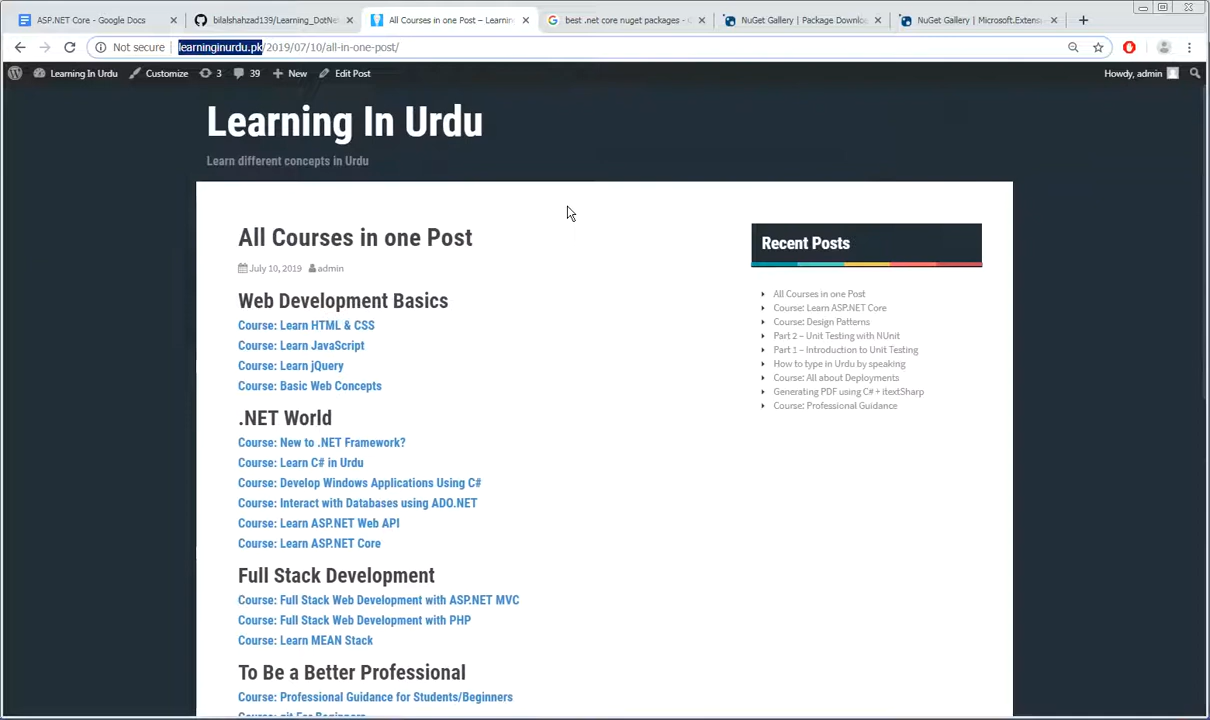 ASP.NET Core - Google Docs
bilalshahzad139/Learning_DotNe
All Courses in one Post – Learnin
best .net core nuget packages -
NuGet Gallery | Package Downlo
NuGet Gallery | Microsoft.Exten
Not secure learninginurdu.pk/2019/07/10/all-in-one-post/
Learning In Urdu Customize 3 39 New Edit Post Howdy, admin
Learning In Urdu
Learn different concepts in Urdu
All Courses in one Post
July 10, 2019 admin
Web Development Basics
Course: Learn HTML & CSS
Course: Learn JavaScript
Course: Learn jQuery
Course: Basic Web Concepts
.NET World
Course: New to .NET Framework?
Course: Learn C# in Urdu
Course: Develop Windows Applications Using C#
Course: Interact with Databases using ADO.NET
Course: Learn ASP.NET Web API
Course: Learn ASP.NET Core
Full Stack Development
Course: Full Stack Web Development with ASP.NET MVC
Course: Full Stack Web Development with PHP
Course: Learn MEAN Stack
To Be a Better Professional
Course: Professional Guidance for Students/Beginners
Course: git For Beginners
Recent Posts
All Courses in one Post
Course: Learn ASP.NET Core
Course: Design Patterns
Part 2 – Unit Testing with NUnit
Part 1 – Introduction to Unit Testing
How to type in Urdu by speaking
Course: All about Deployments
Generating PDF using C# + itextSharp
Course: Professional Guidance